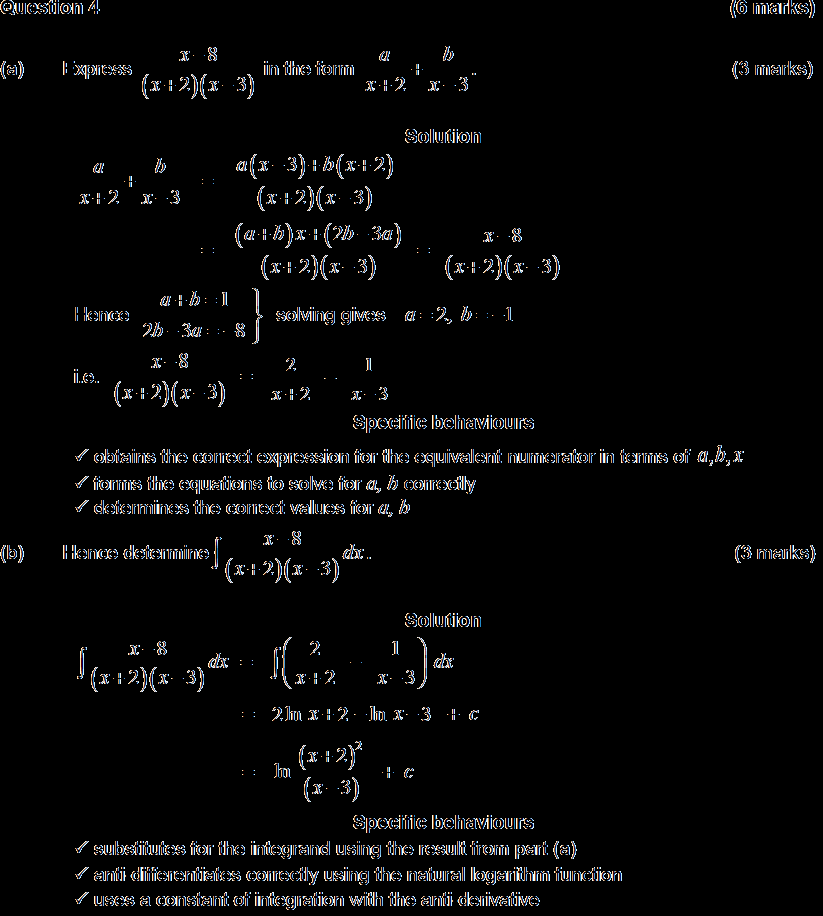 Question 4 (6 marks)
(a) Express (x−8)/((x+2)(x−3)) in the form a/(x+2) + b/(x−3). (3 marks)
Solution
a/(x+2) + b/(x−3) = (a(x−3)+b(x+2))/((x+2)(x−3))
= ((a+b)x+(2b−3a))/((x+2)(x−3)) = (x−8)/((x+2)(x−3))
Hence a+b=1 2b−3a=−8 } solving gives a=2, b=−1
i.e. (x−8)/((x+2)(x−3)) = 2/(x+2) − 1/(x−3)
Specific behaviours
✓ obtains the correct expression for the equivalent numerator in terms of a,b,x
✓ forms the equations to solve for a, b correctly
✓ determines the correct values for a, b
(b) Hence determine ∫ (x−8)/((x+2)(x−3)) dx. (3 marks)
Solution
∫ (x−8)/((x+2)(x−3)) dx = ∫(2/(x+2) − 1/(x−3)) dx
= 2ln x+2 −ln x−3 + c
= ln (x+2)²/(x−3) + c
Specific behaviours
✓ substitutes for the integrand using the result from part (a)
✓ anti-differentiates correctly using the natural logarithm function
✓ uses a constant of integration with the anti-derivative